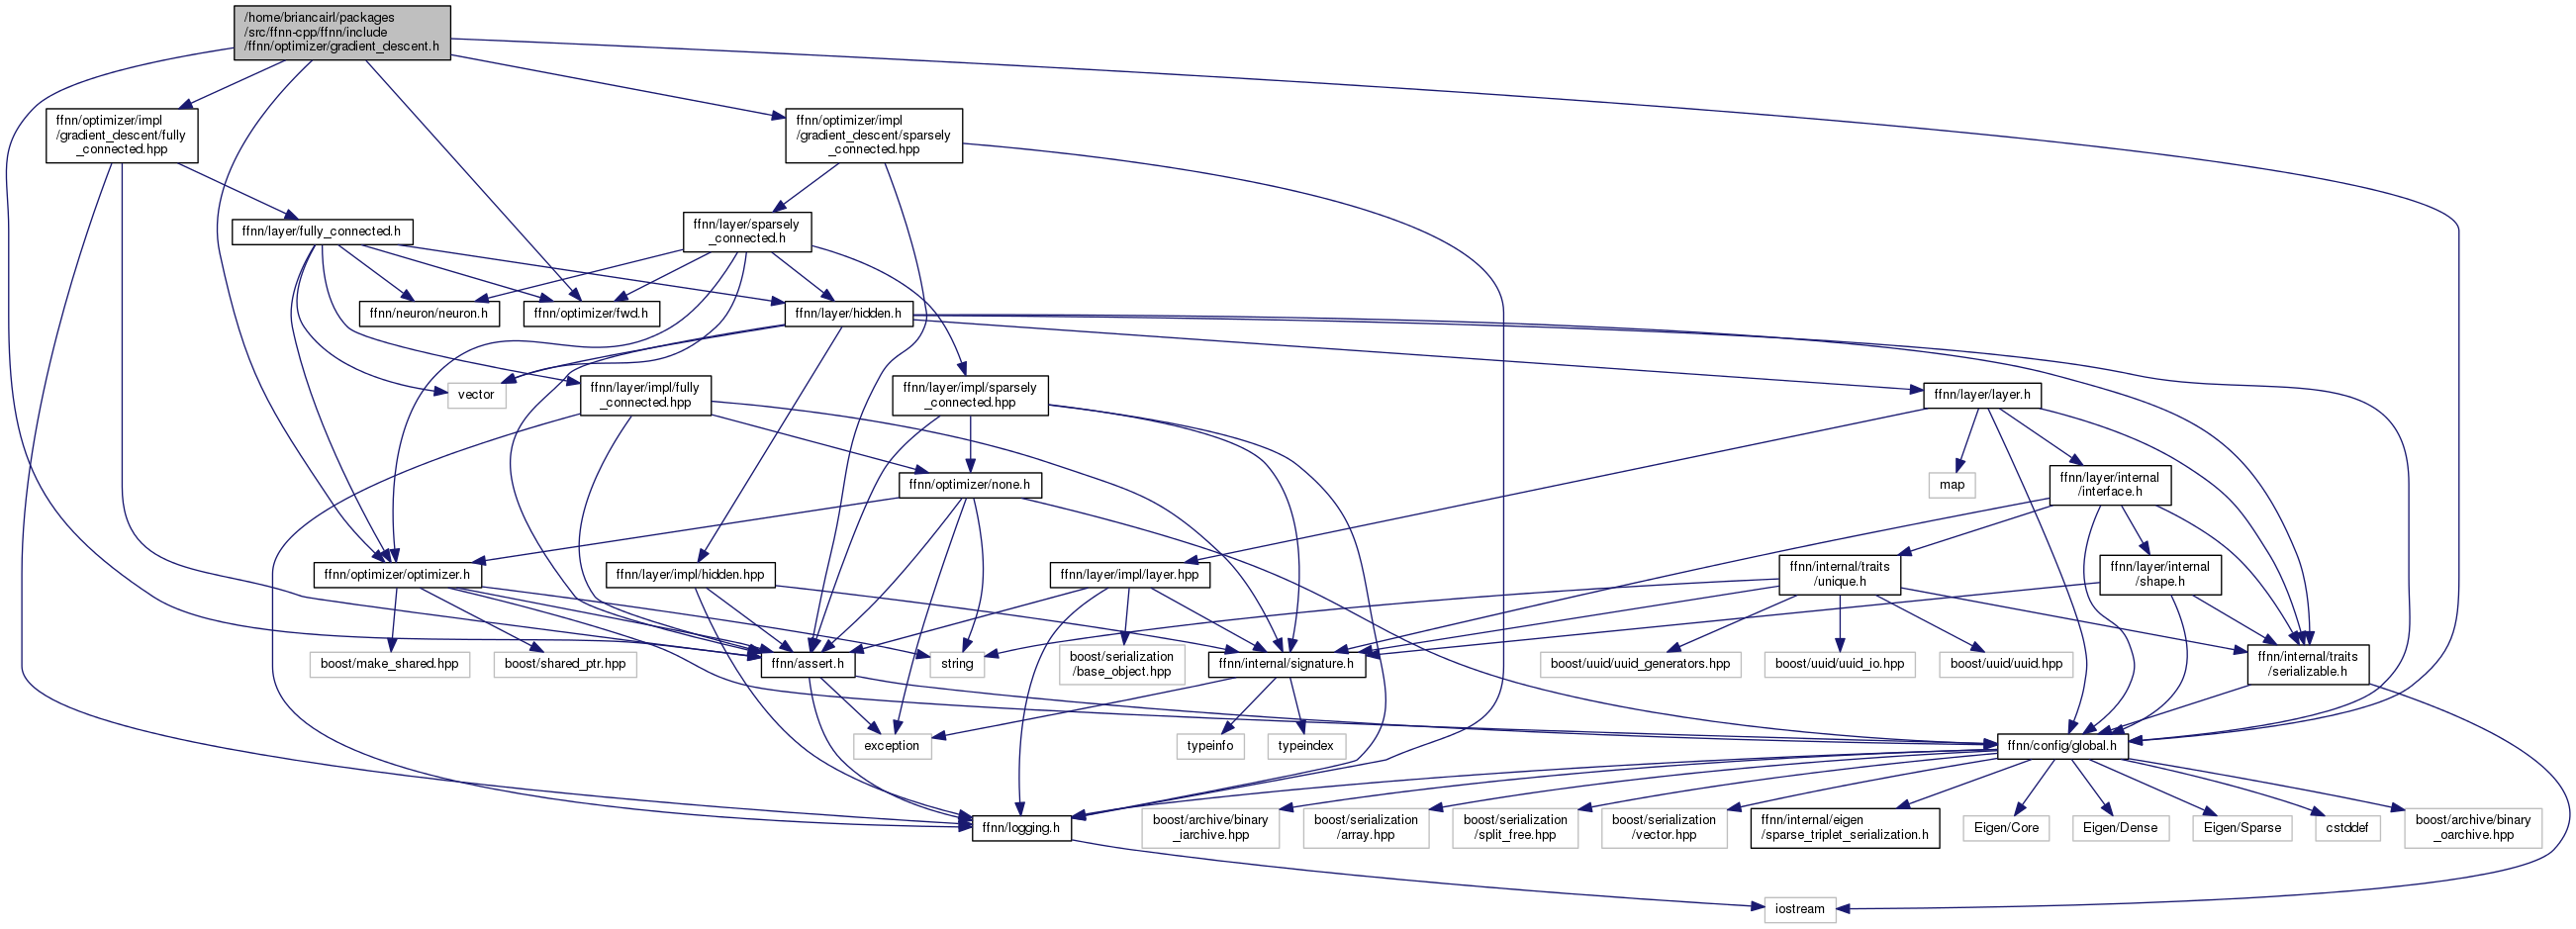 /home/briancairl/packages
/src/ffnn-cpp/ffnn/include
/ffnn/optimizer/gradient_descent.h
ffnn/optimizer/impl
/gradient_descent/fully
_connected.hpp
ffnn/optimizer/impl
/gradient_descent/sparsely
_connected.hpp
ffnn/layer/fully_connected.h
ffnn/layer/sparsely
_connected.h
ffnn/neuron/neuron.h
ffnn/optimizer/fwd.h
ffnn/layer/hidden.h
vector
ffnn/layer/impl/fully
_connected.hpp
ffnn/layer/impl/sparsely
_connected.hpp
ffnn/layer/layer.h
ffnn/optimizer/none.h
map
ffnn/layer/internal
/interface.h
ffnn/optimizer/optimizer.h
ffnn/layer/impl/hidden.hpp
ffnn/layer/impl/layer.hpp
ffnn/internal/traits
/unique.h
ffnn/layer/internal
/shape.h
boost/make_shared.hpp
boost/shared_ptr.hpp
ffnn/assert.h
string
boost/serialization
/base_object.hpp
ffnn/internal/signature.h
boost/uuid/uuid_generators.hpp
boost/uuid/uuid_io.hpp
boost/uuid/uuid.hpp
ffnn/internal/traits
/serializable.h
exception
typeinfo
typeindex
ffnn/config/global.h
ffnn/logging.h
boost/archive/binary
_iarchive.hpp
boost/serialization
/array.hpp
boost/serialization
/split_free.hpp
boost/serialization
/vector.hpp
ffnn/internal/eigen
/sparse_triplet_serialization.h
Eigen/Core
Eigen/Dense
Eigen/Sparse
cstddef
boost/archive/binary
_oarchive.hpp
iostream